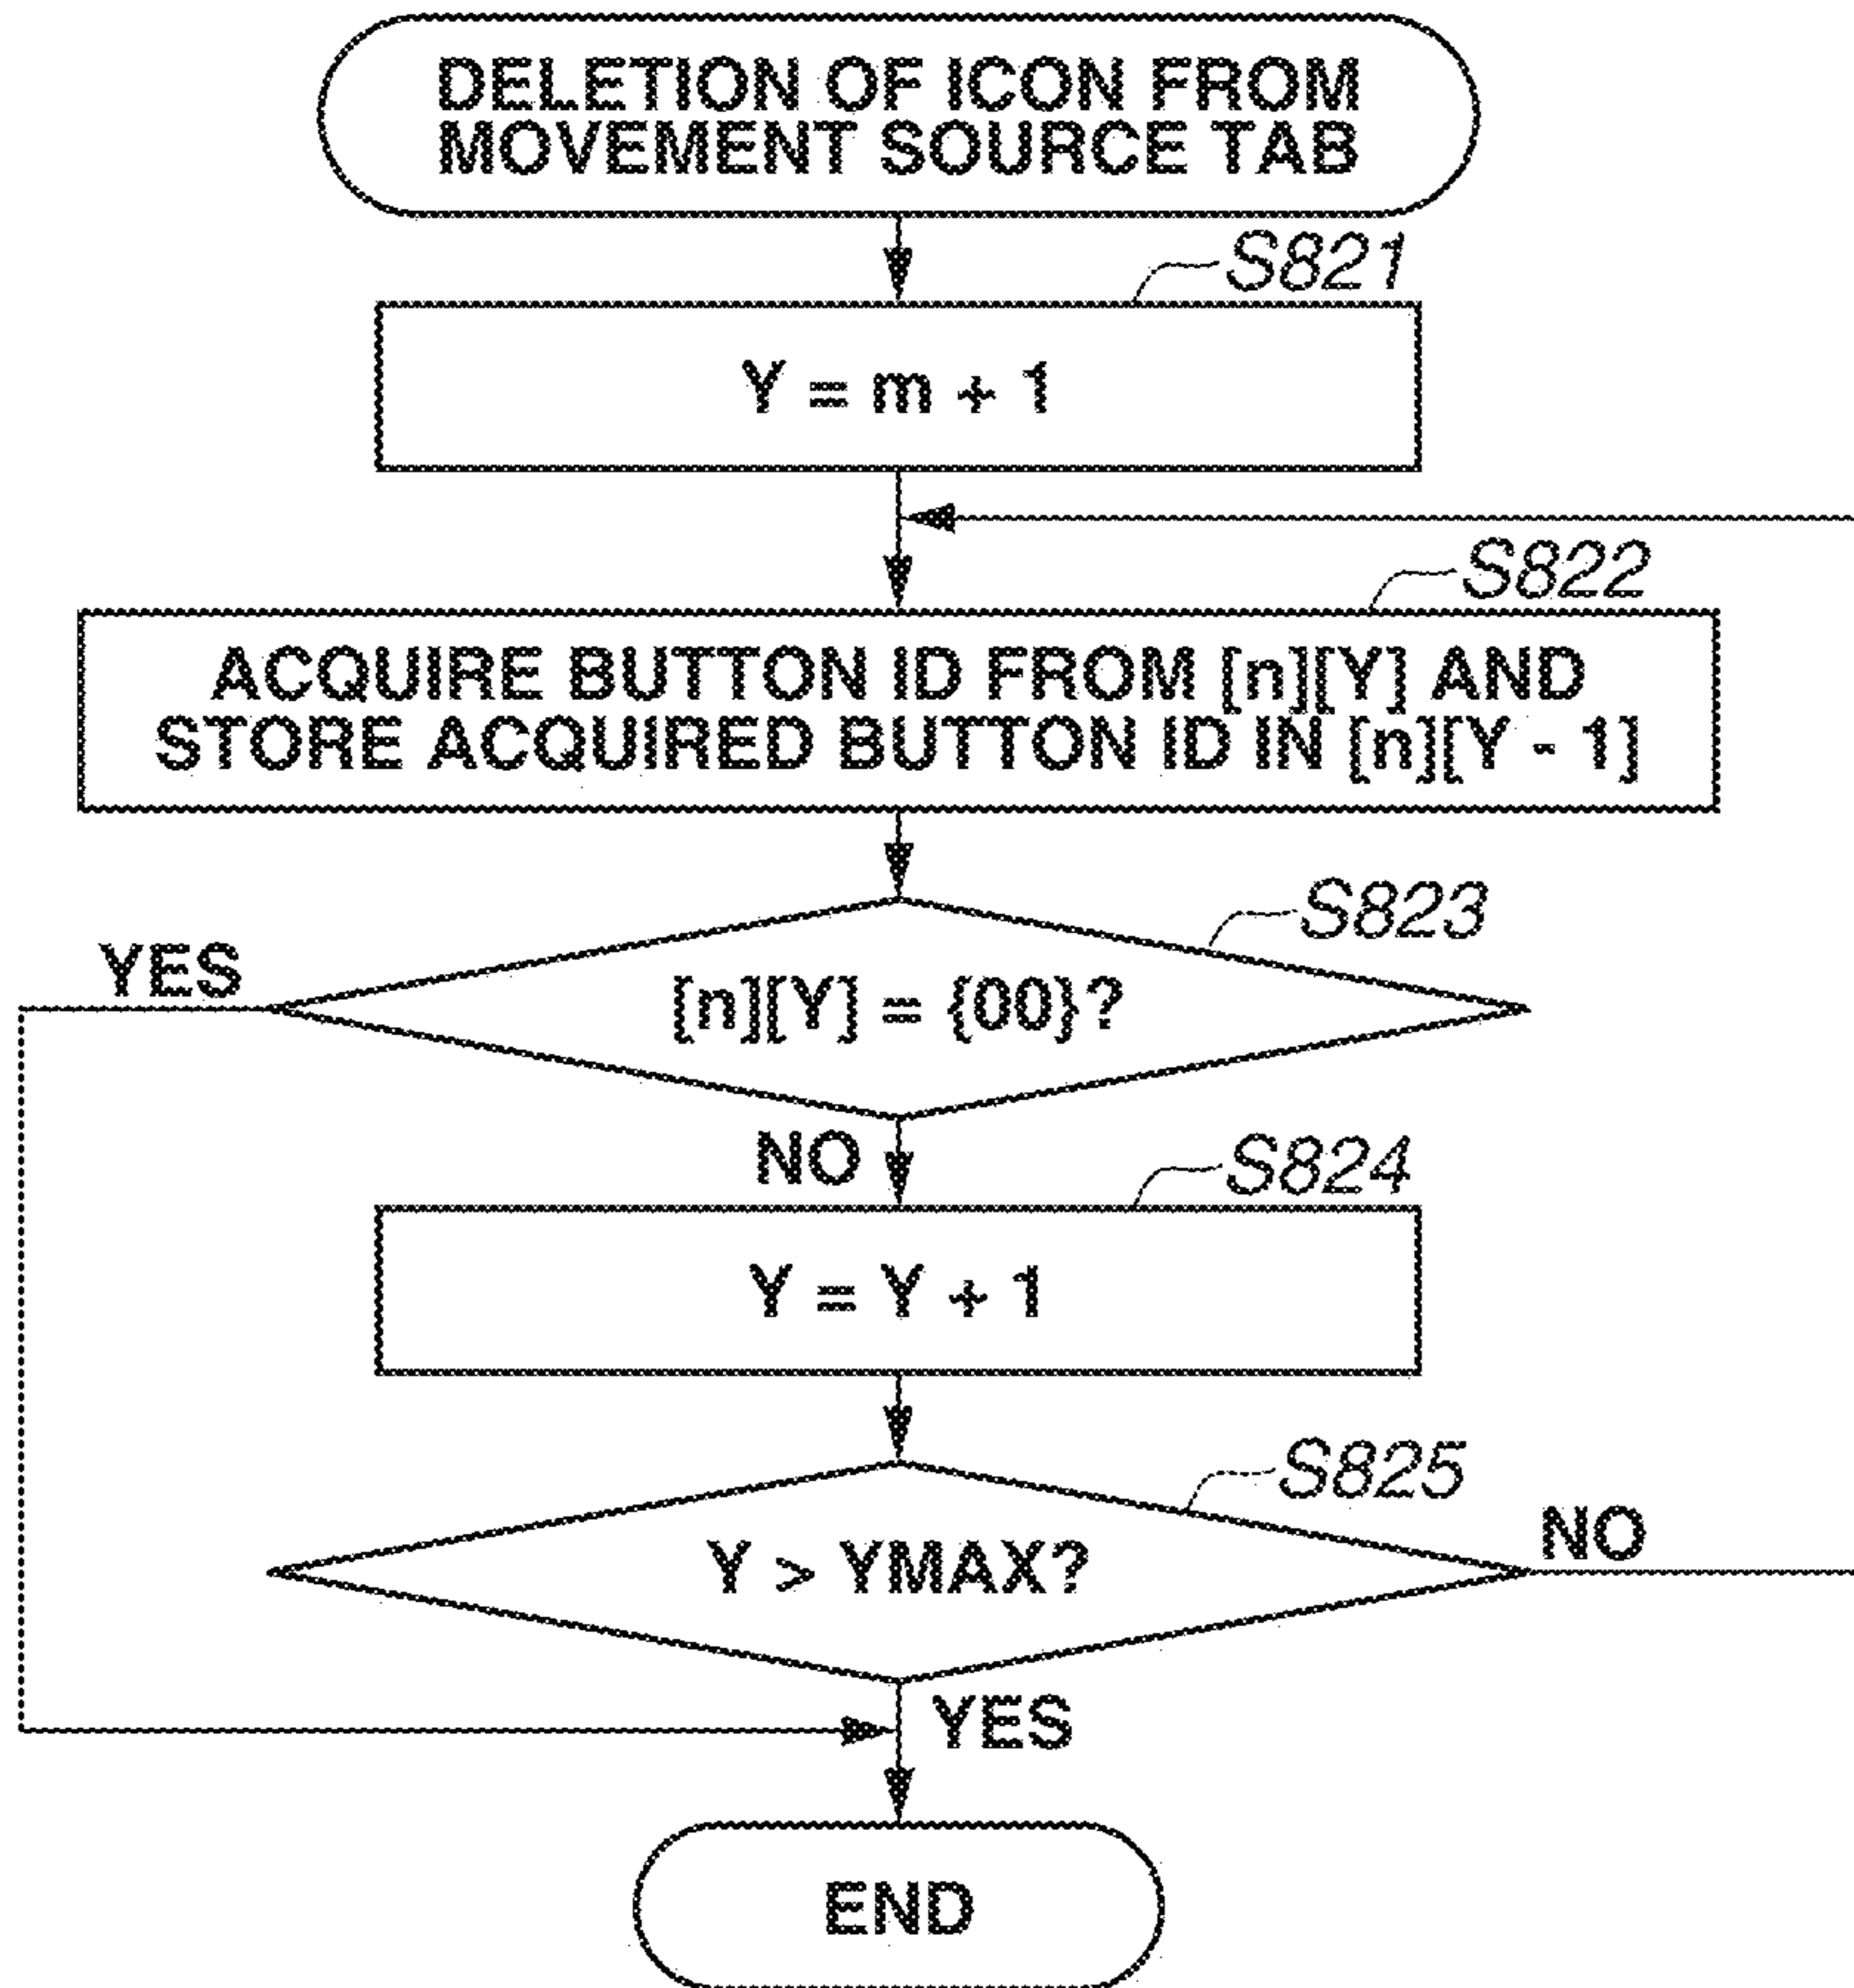 DELETION OF ICON FROM
MOVEMENT SOURCE TAB
S821
Y = m + 1
S822
ACQUIRE BUTTON ID FROM [n][Y] AND
STORE ACQUIRED BUTTON ID IN [n][Y - 1]
S823
YES
[n][Y] = {00}?
NO
S824
Y = Y + 1
S825
NO
Y > YMAX?
YES
END